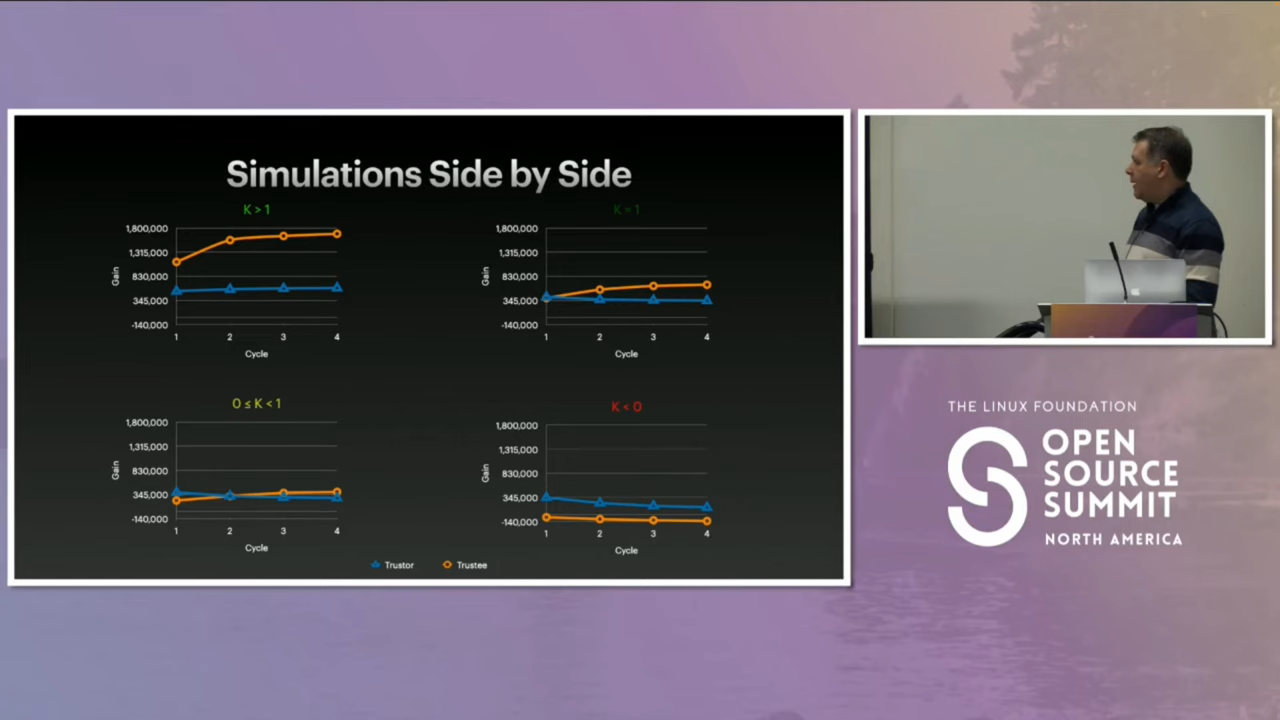 Simulations Side by Side
K > 1
1,800,000
1,315,000
830,000
345,000
-140,000
Gain
1 2 3 4
Cycle
K = 1
1,800,000
1,315,000
830,000
345,000
-140,000
Gain
1 2 3 4
Cycle
0 ≤ K < 1
1,800,000
1,315,000
830,000
345,000
-140,000
Gain
1 2 3 4
Cycle
K < 0
1,800,000
1,315,000
830,000
345,000
-140,000
Gain
1 2 3 4
Cycle
Trustor Trustee
THE LINUX FOUNDATION
OPEN
SOURCE
SUMMIT
NORTH AMERICA